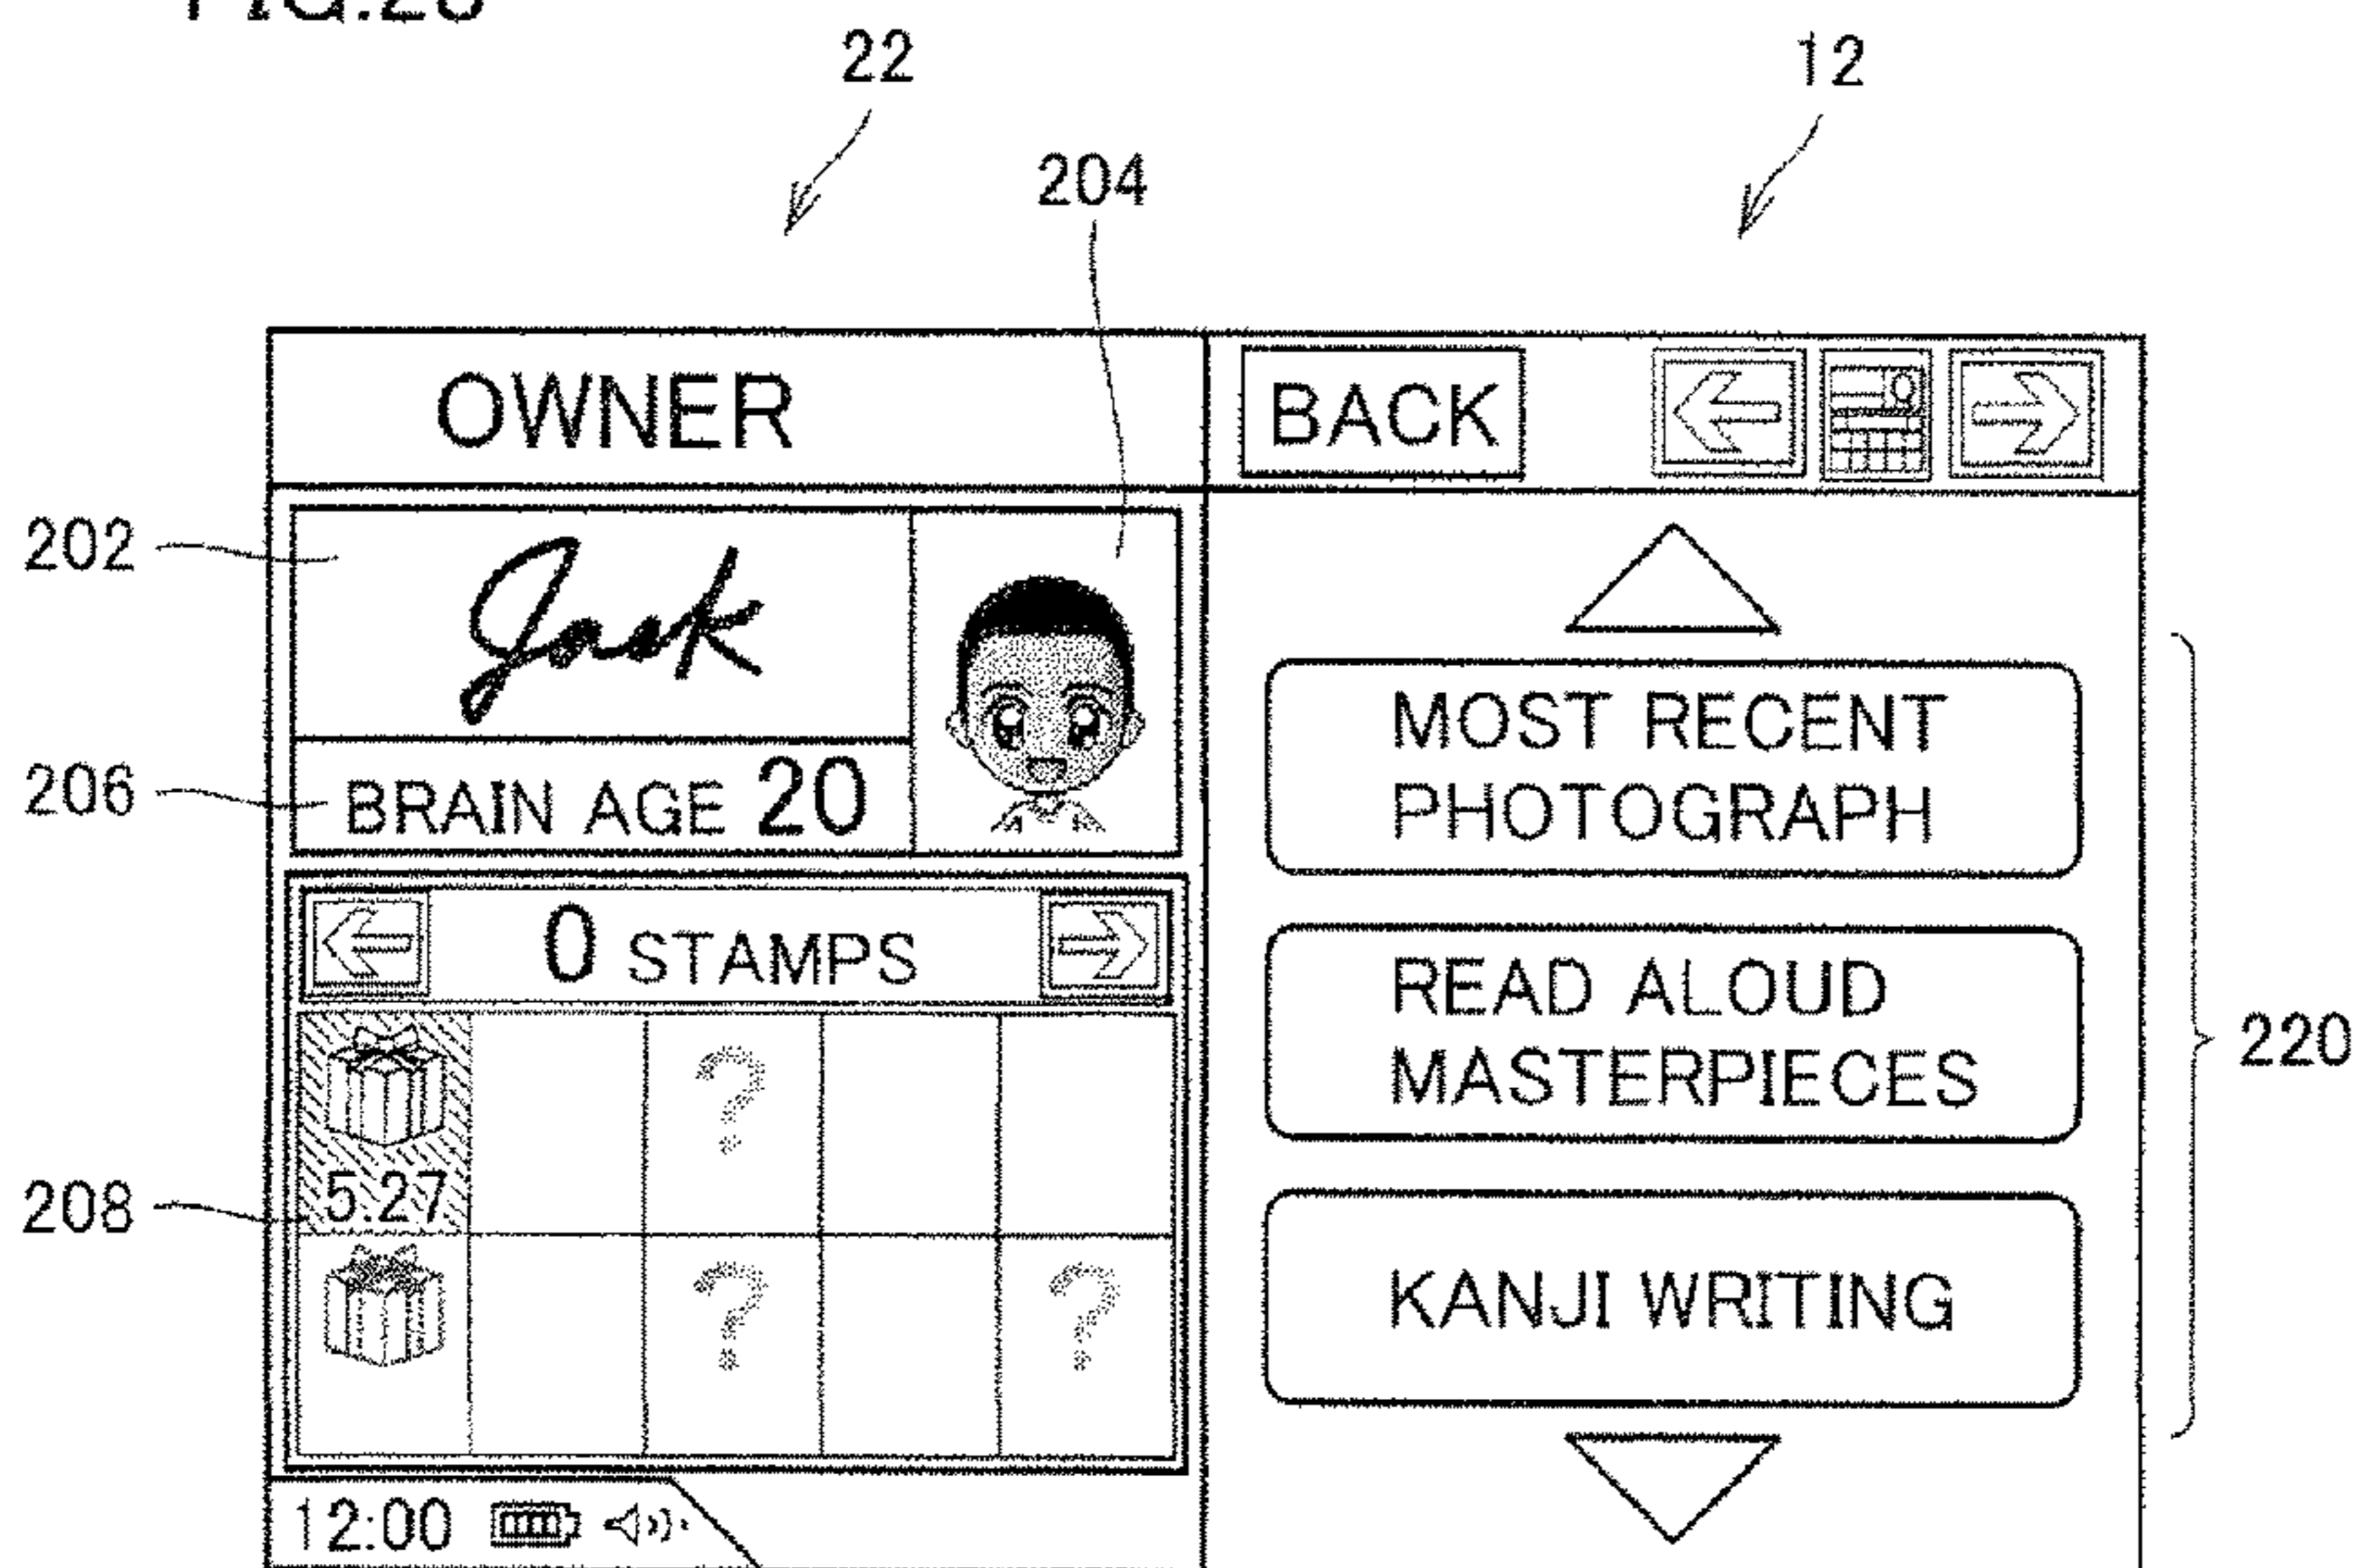 22
12
204
OWNER
BACK
202
Jack
206
BRAIN AGE 20
MOST RECENT
PHOTOGRAPH
0 STAMPS
READ ALOUD
MASTERPIECES
220
?
208
5.27
? ?
KANJI WRITING
12:00